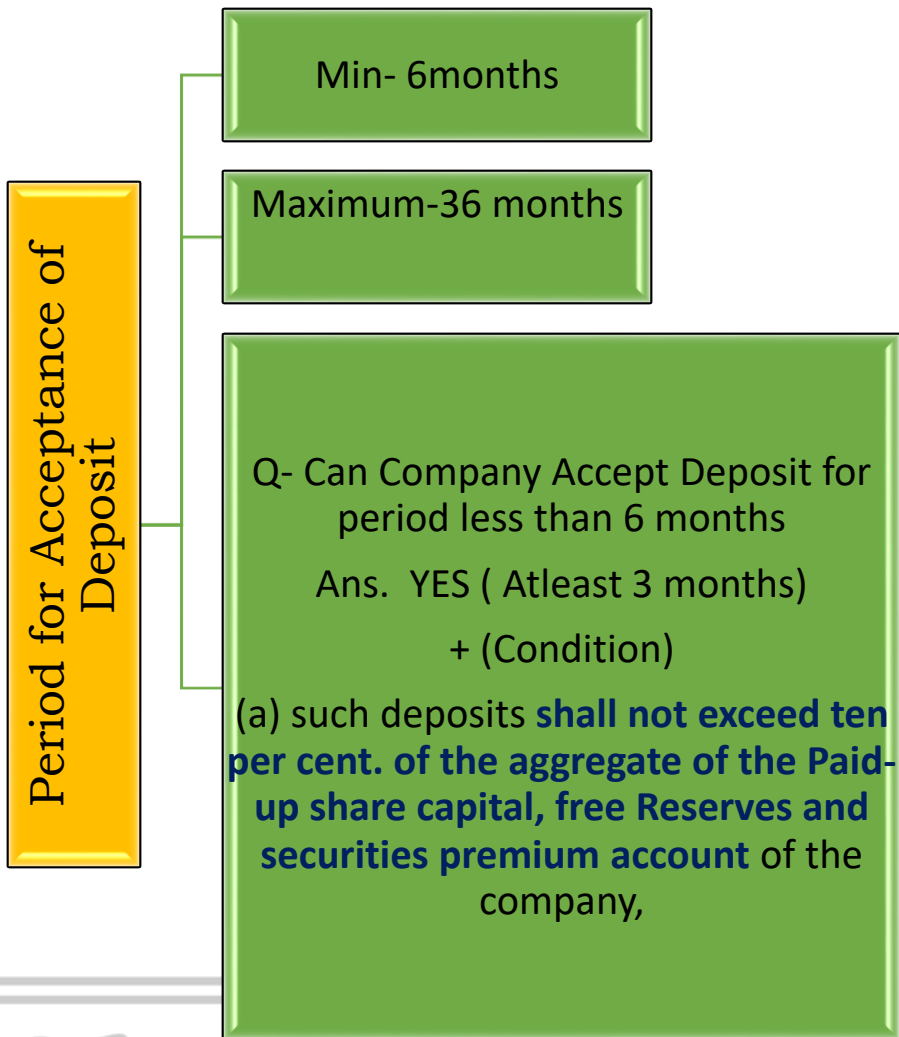 Period for Acceptance of
Deposit
Min- 6months
Maximum-36 months
Q- Can Company Accept Deposit for
period less than 6 months
Ans.  YES ( Atleast 3 months)
+ (Condition)
(a) such deposits shall not exceed ten
per cent. of the aggregate of the Paid-
up share capital, free Reserves and
securities premium account of the
company,